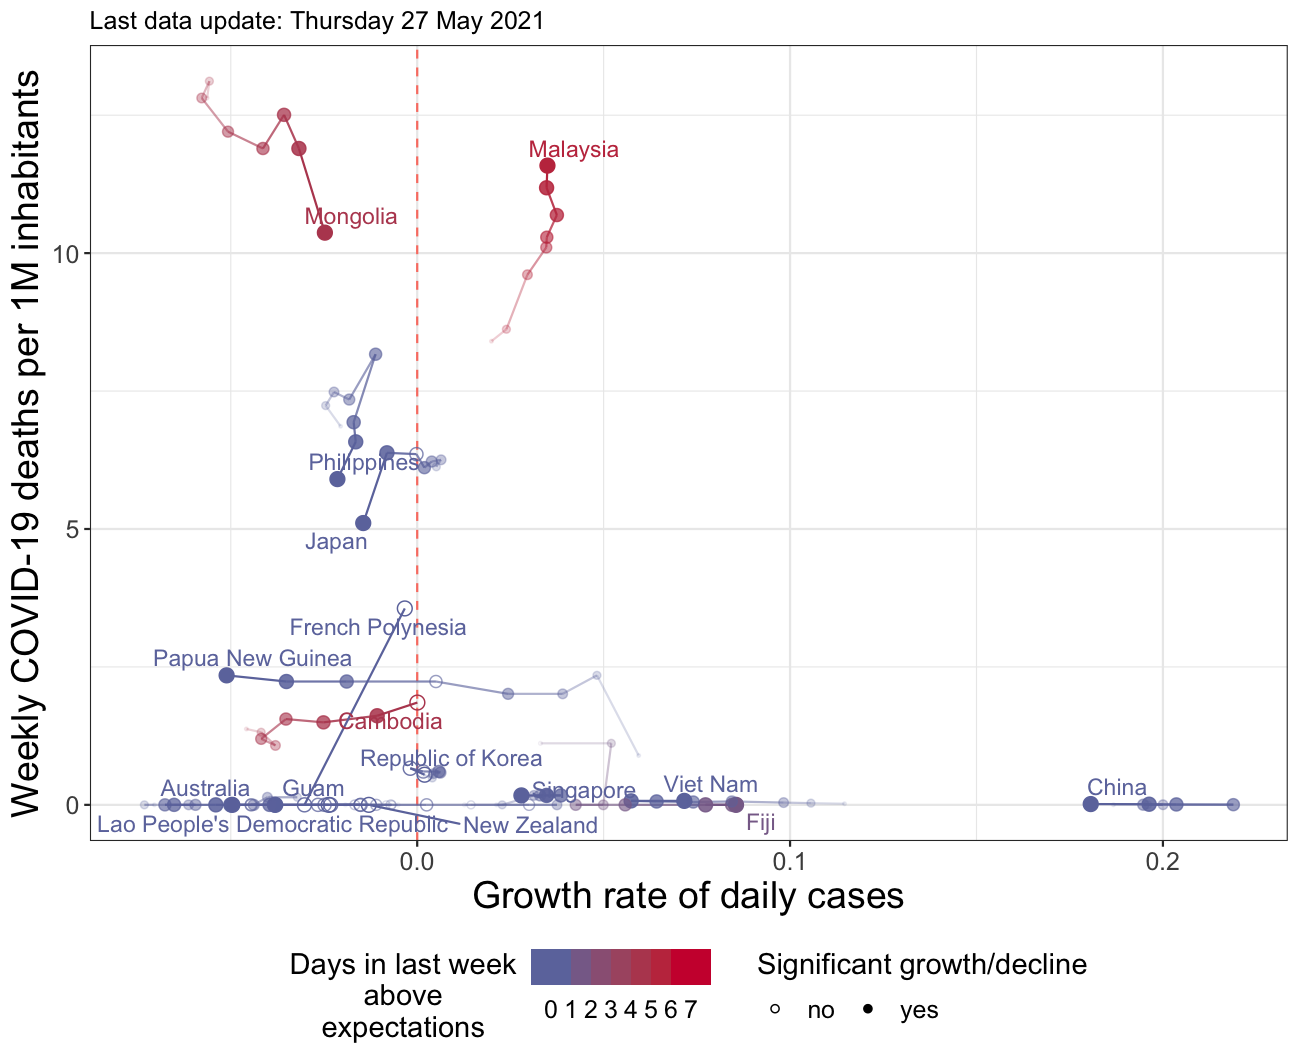 Last data update: Thursday 27 May 2021
Weekly COVID-19 deaths per 1M inhabitants
10
5
0
Malaysia
Mongolia
Philippines
Japan
French Polynesia
Papua New Guinea
Cambodia
Republic of Korea
Australia
Guam
Singapore
Viet Nam
China
Lao People's Democratic Republic
New Zealand
Fiji
0.0
0.1
0.2
Growth rate of daily cases
Days in last week
above
expectations
0 1 2 3 4 5 6 7
Significant growth/decline
no
yes